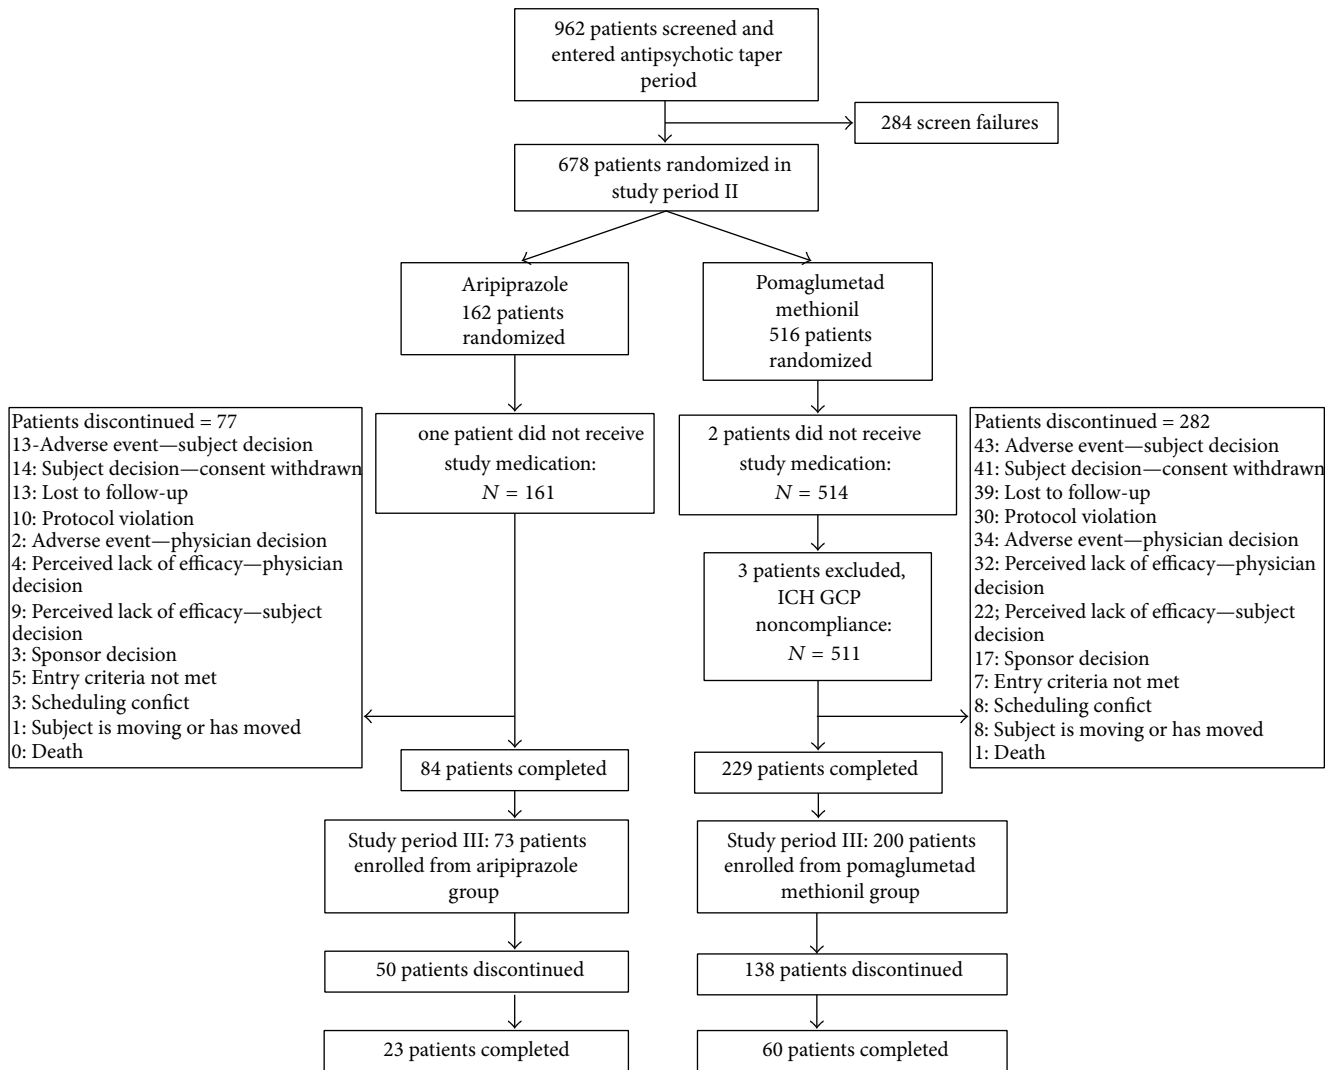 962 patients screened and
entered antipsychotic taper
period
284 screen failures
678 patients randomized in
study period II
Aripiprazole
162 patients
randomized
Pomaglumetad
methionil
516 patients
randomized
Patients discontinued = 77
13-Adverse event—subject decision
14: Subject decision—consent withdrawn
13: Lost to follow-up
10: Protocol violation
2: Adverse event—physician decision
4: Perceived lack of efficacy—physician
decision
9: Perceived lack of efficacy—subject
decision
3: Sponsor decision
5: Entry criteria not met
3: Scheduling confict
1: Subject is moving or has moved
0: Death
one patient did not receive
study medication:
N = 161
2 patients did not receive
study medication:
N = 514
3 patients excluded,
ICH GCP
noncompliance:
N = 511
Patients discontinued = 282
43: Adverse event—subject decision
41: Subject decision—consent withdrawn
39: Lost to follow-up
30: Protocol violation
34: Adverse event—physician decision
32: Perceived lack of efficacy—physician
decision
22; Perceived lack of efficacy—subject
decision
17: Sponsor decision
7: Entry criteria not met
8: Scheduling confict
8: Subject is moving or has moved
1: Death
84 patients completed
229 patients completed
Study period III: 73 patients
enrolled from aripiprazole
group
Study period III: 200 patients
enrolled from pomaglumetad
methionil group
50 patients discontinued
138 patients discontinued
23 patients completed
60 patients completed